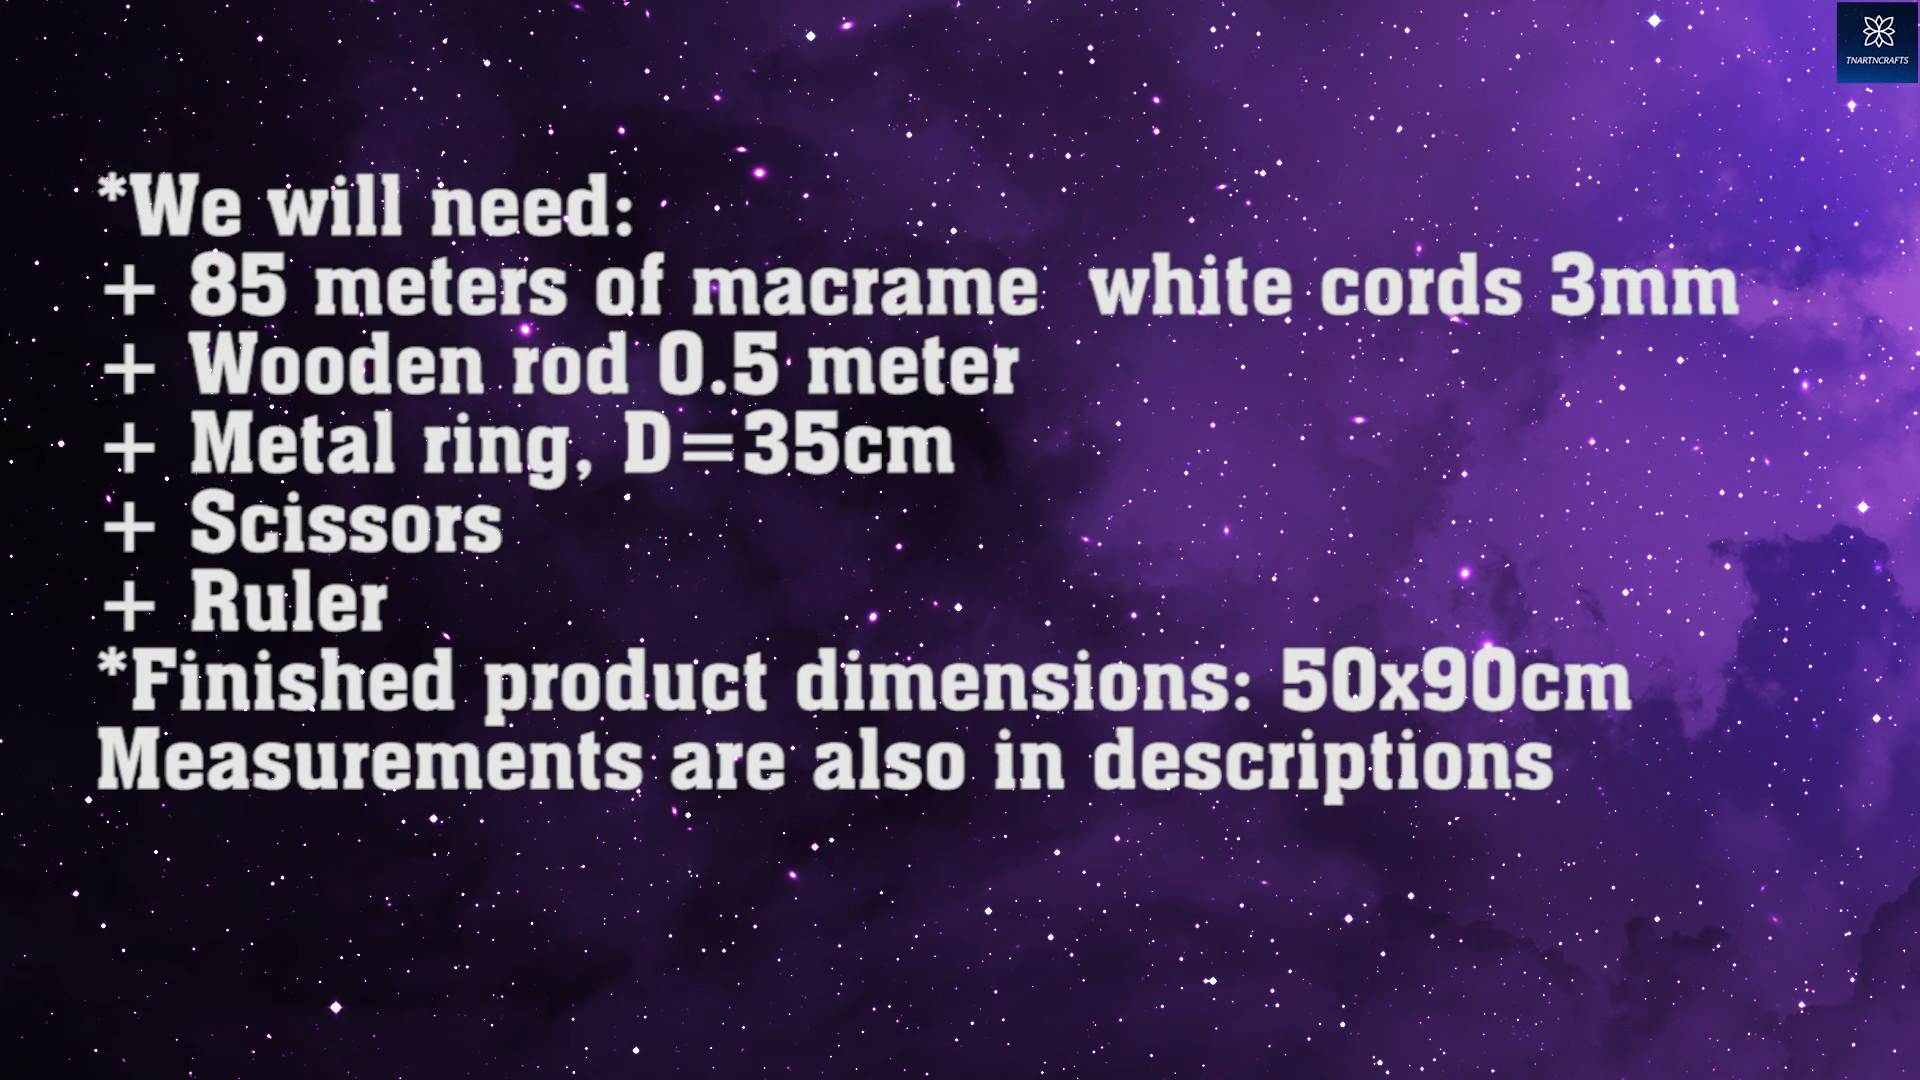 TNARTNCRAFTS
*We will need:
+ 85 meters of macrame  white cords 3mm
+ Wooden rod 0.5 meter
+ Metal ring, D=35cm
+ Scissors
+ Ruler
*Finished product dimensions: 50x90cm
Measurements are also in descriptions